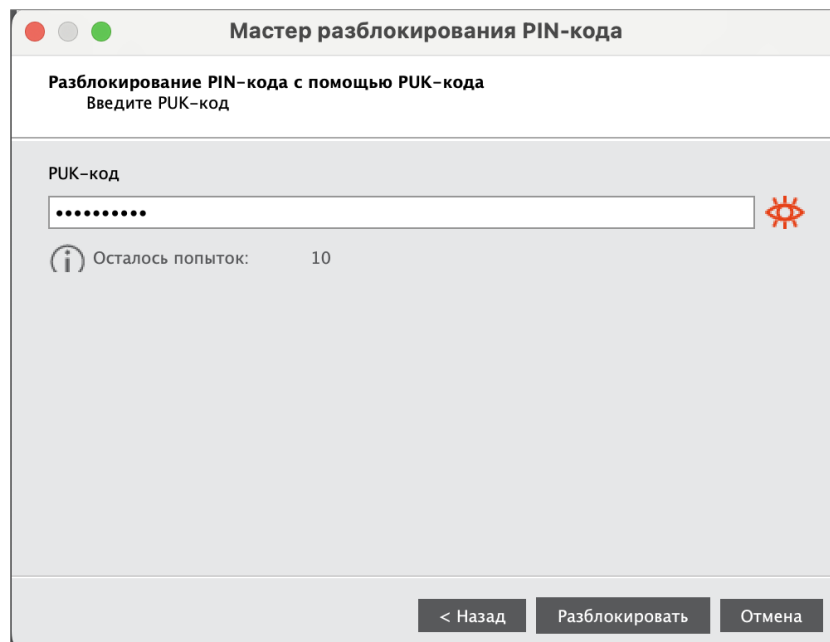 Мастер разблокирования PIN-кода
Разблокирование PIN-кода с помощью PUK-кода
Введите PUK-код
PUK-код
••••••••••
Осталось попыток: 10
< Назад
Разблокировать
Отмена